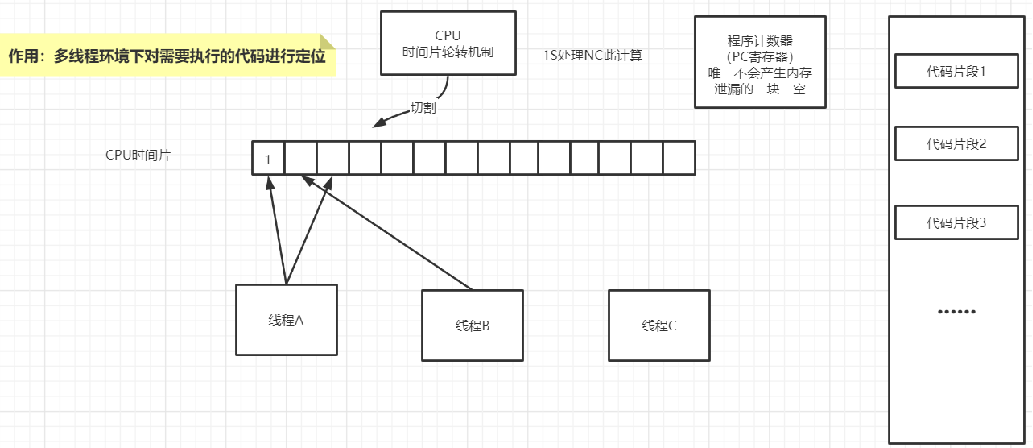 作用：多线程环境下对需要执行的代码进行定位
CPU
时间片轮转机制
1S处理NC此计算
程序计数器
(PC寄存器)
唯一不会产生内存
泄漏的一块一空
代码片段1
切割
代码片段2
CPU时间片
1
代码片段3
线程A
线程B
线程C
......